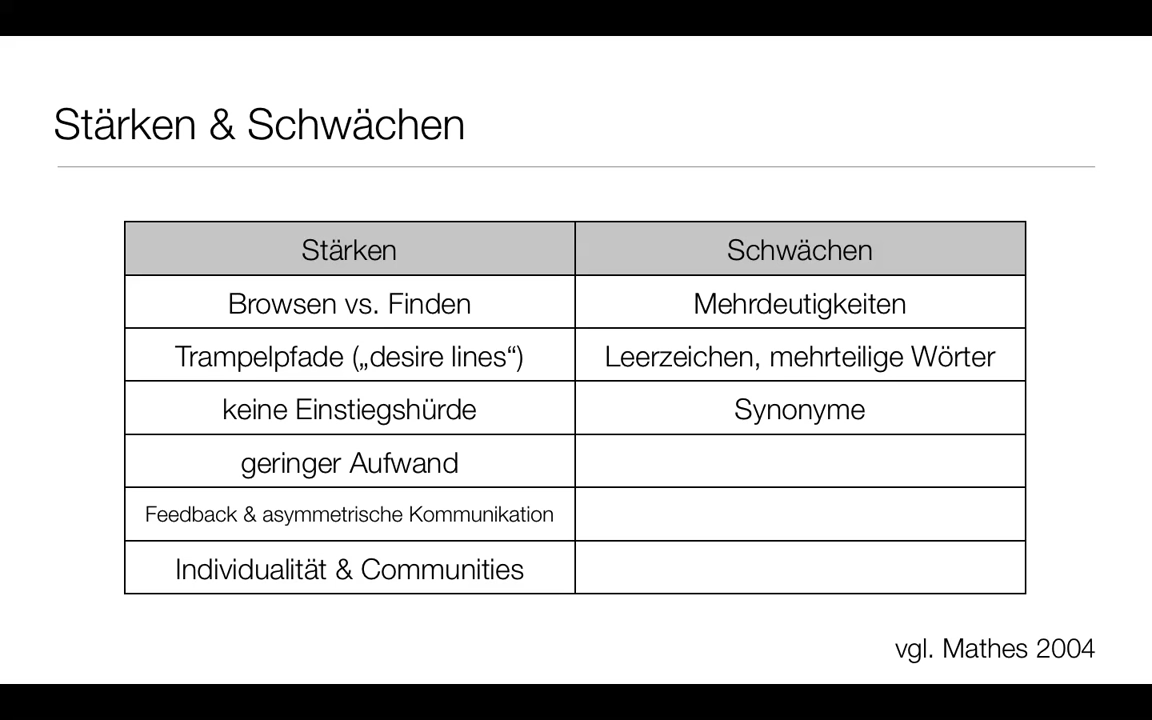 Stärken & Schwächen
Stärken Schwächen
Browsen vs. Finden Mehrdeutigkeiten
Trampelpfade („desire lines“) Leerzeichen, mehrteilige Wörter
keine Einstiegshürde Synonyme
geringer Aufwand
Feedback & asymmetrische Kommunikation
Individualität & Communities
vgl. Mathes 2004